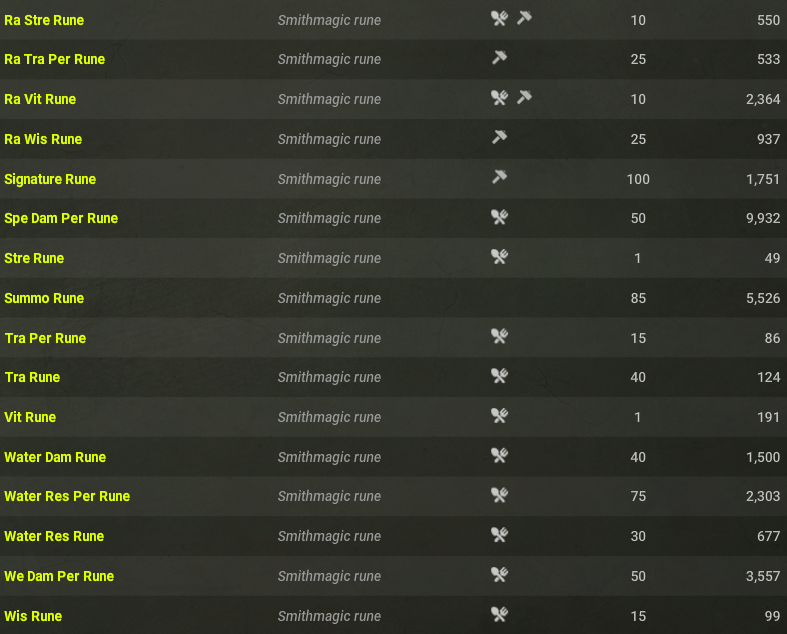 Ra Stre Rune Smithmagic rune 10 550
Ra Tra Per Rune Smithmagic rune 25 533
Ra Vit Rune Smithmagic rune 10 2,364
Ra Wis Rune Smithmagic rune 25 937
Signature Rune Smithmagic rune 100 1,751
Spe Dam Per Rune Smithmagic rune 50 9,932
Stre Rune Smithmagic rune 1 49
Summo Rune Smithmagic rune 85 5,526
Tra Per Rune Smithmagic rune 15 86
Tra Rune Smithmagic rune 40 124
Vit Rune Smithmagic rune 1 191
Water Dam Rune Smithmagic rune 40 1,500
Water Res Per Rune Smithmagic rune 75 2,303
Water Res Rune Smithmagic rune 30 677
We Dam Per Rune Smithmagic rune 50 3,557
Wis Rune Smithmagic rune 15 99